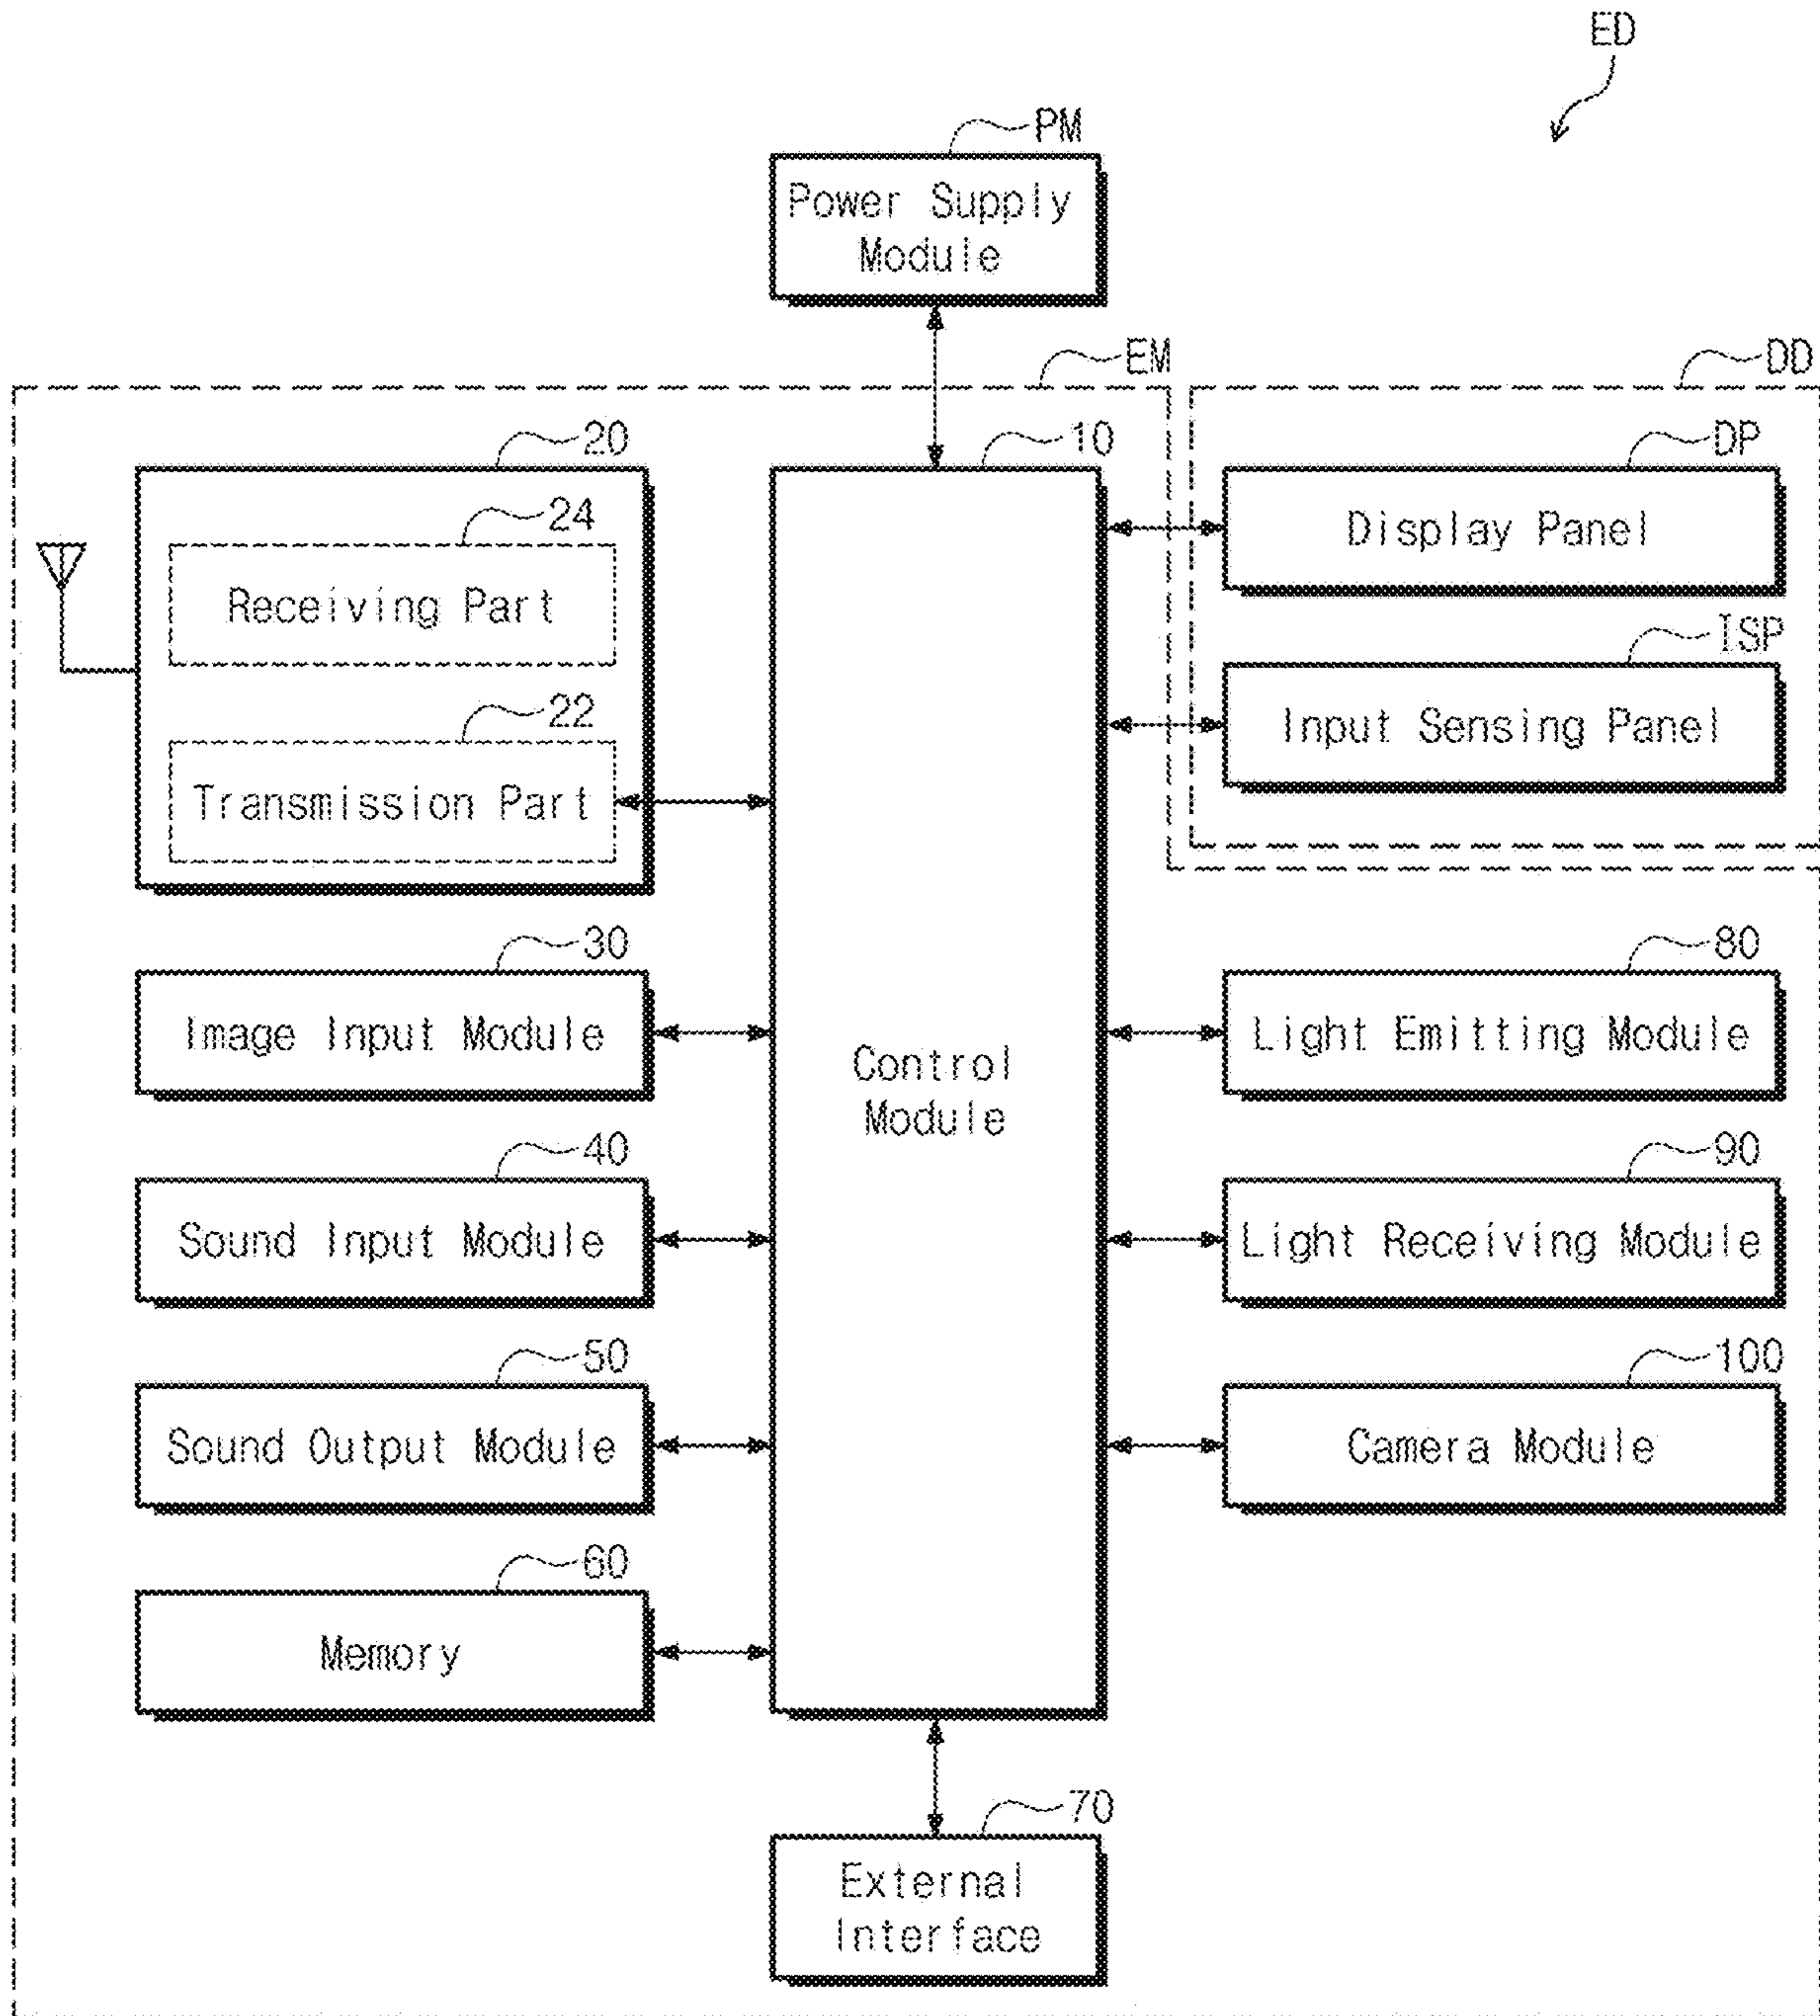 ED
PM
Power Supply
Module
EM
DD
20
10
DP
24
Display Panel
Receiving Part
ISP
22
Input Sensing Panel
Transmission Part
30
80
Image Input Module
Light Emitting Module
Control
Module
40
90
Sound Input Module
Light Receiving Module
50
100
Sound Output Module
Camera Module
60
Memory
70
External
Interface